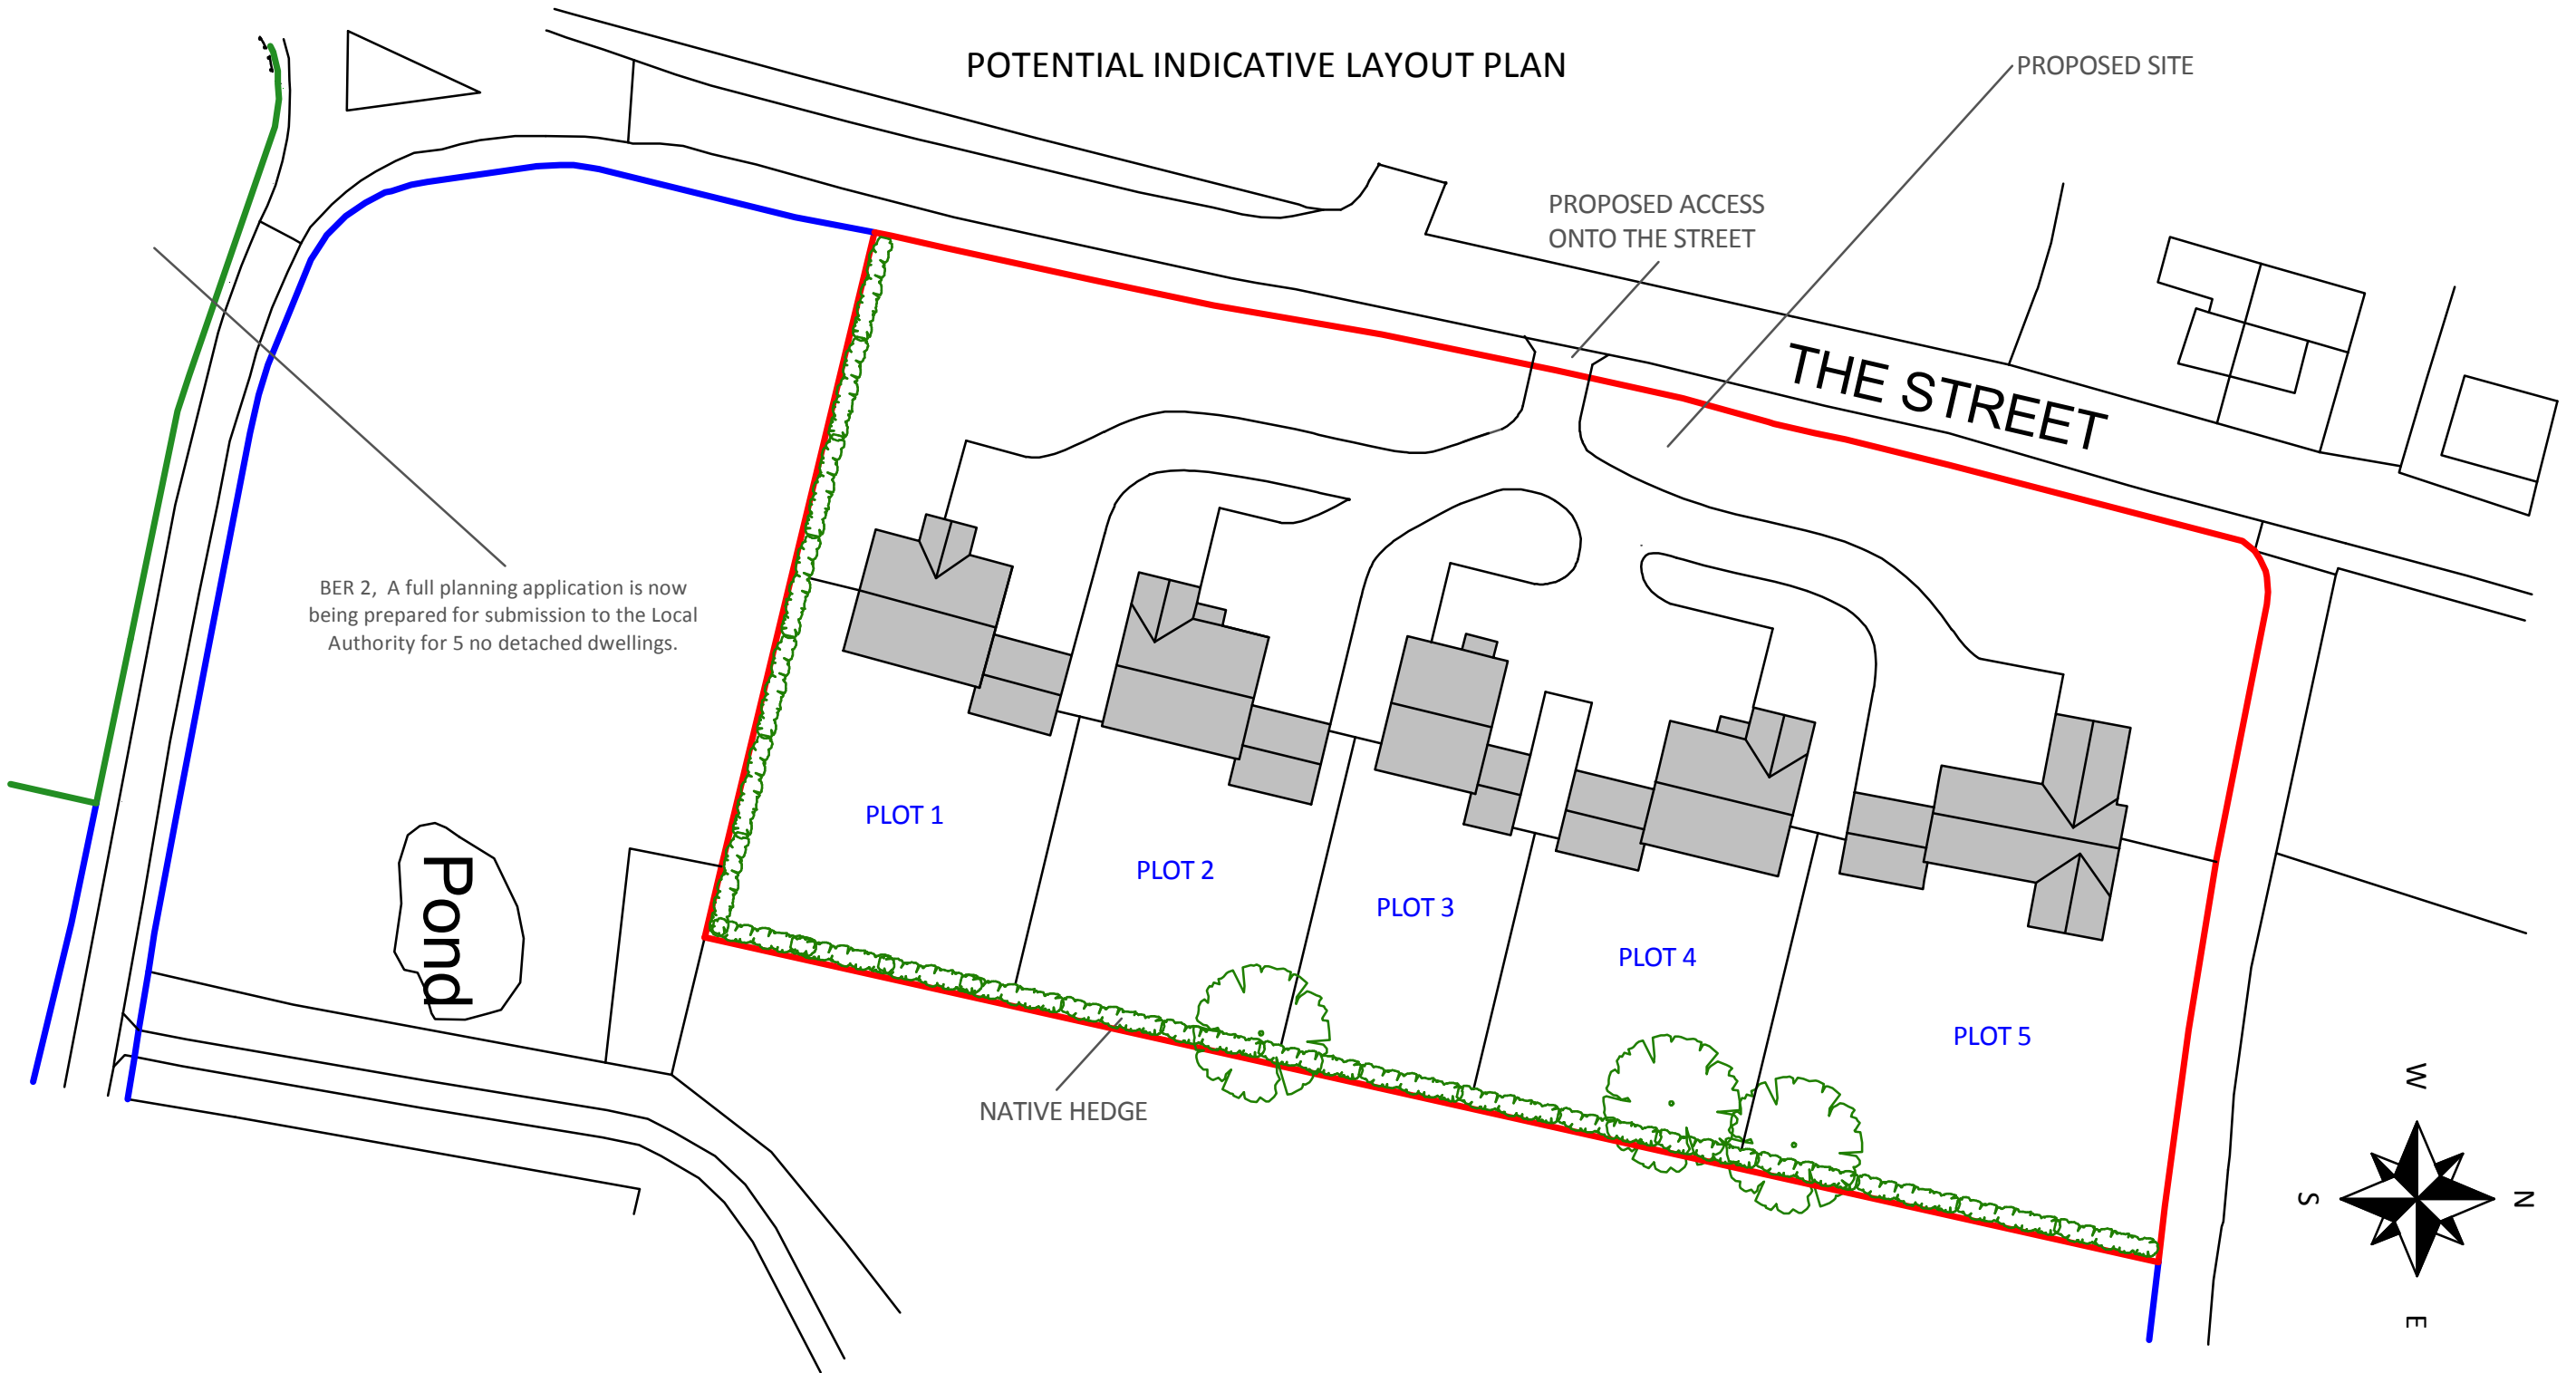 POTENTIAL INDICATIVE LAYOUT PLAN
PROPOSED SITE
PROPOSED ACCESS
ONTO THE STREET
THE STREET
BER 2, A full planning application is now
being prepared for submission to the Local
Authority for 5 no detached dwellings.
PLOT 1
PLOT 2
PLOT 3
PLOT 4
PLOT 5
Pond
NATIVE HEDGE
W
S
N
E